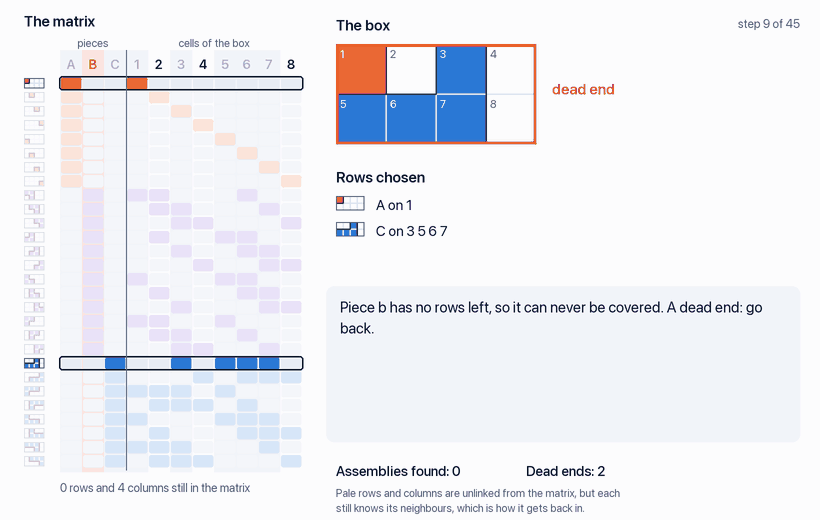 The matrix
pieces
cells of the box
A B C 1 2 3 4 5 6 7 8
0 rows and 4 columns still in the matrix
The box
step 9 of 45
1 2 3 4
5 6 7 8
dead end
Rows chosen
A on 1
C on 3 5 6 7
Piece b has no rows left, so it can never be covered. A dead end: go
back.
Assemblies found: 0
Dead ends: 2
Pale rows and columns are unlinked from the matrix, but each
still knows its neighbours, which is how it gets back in.